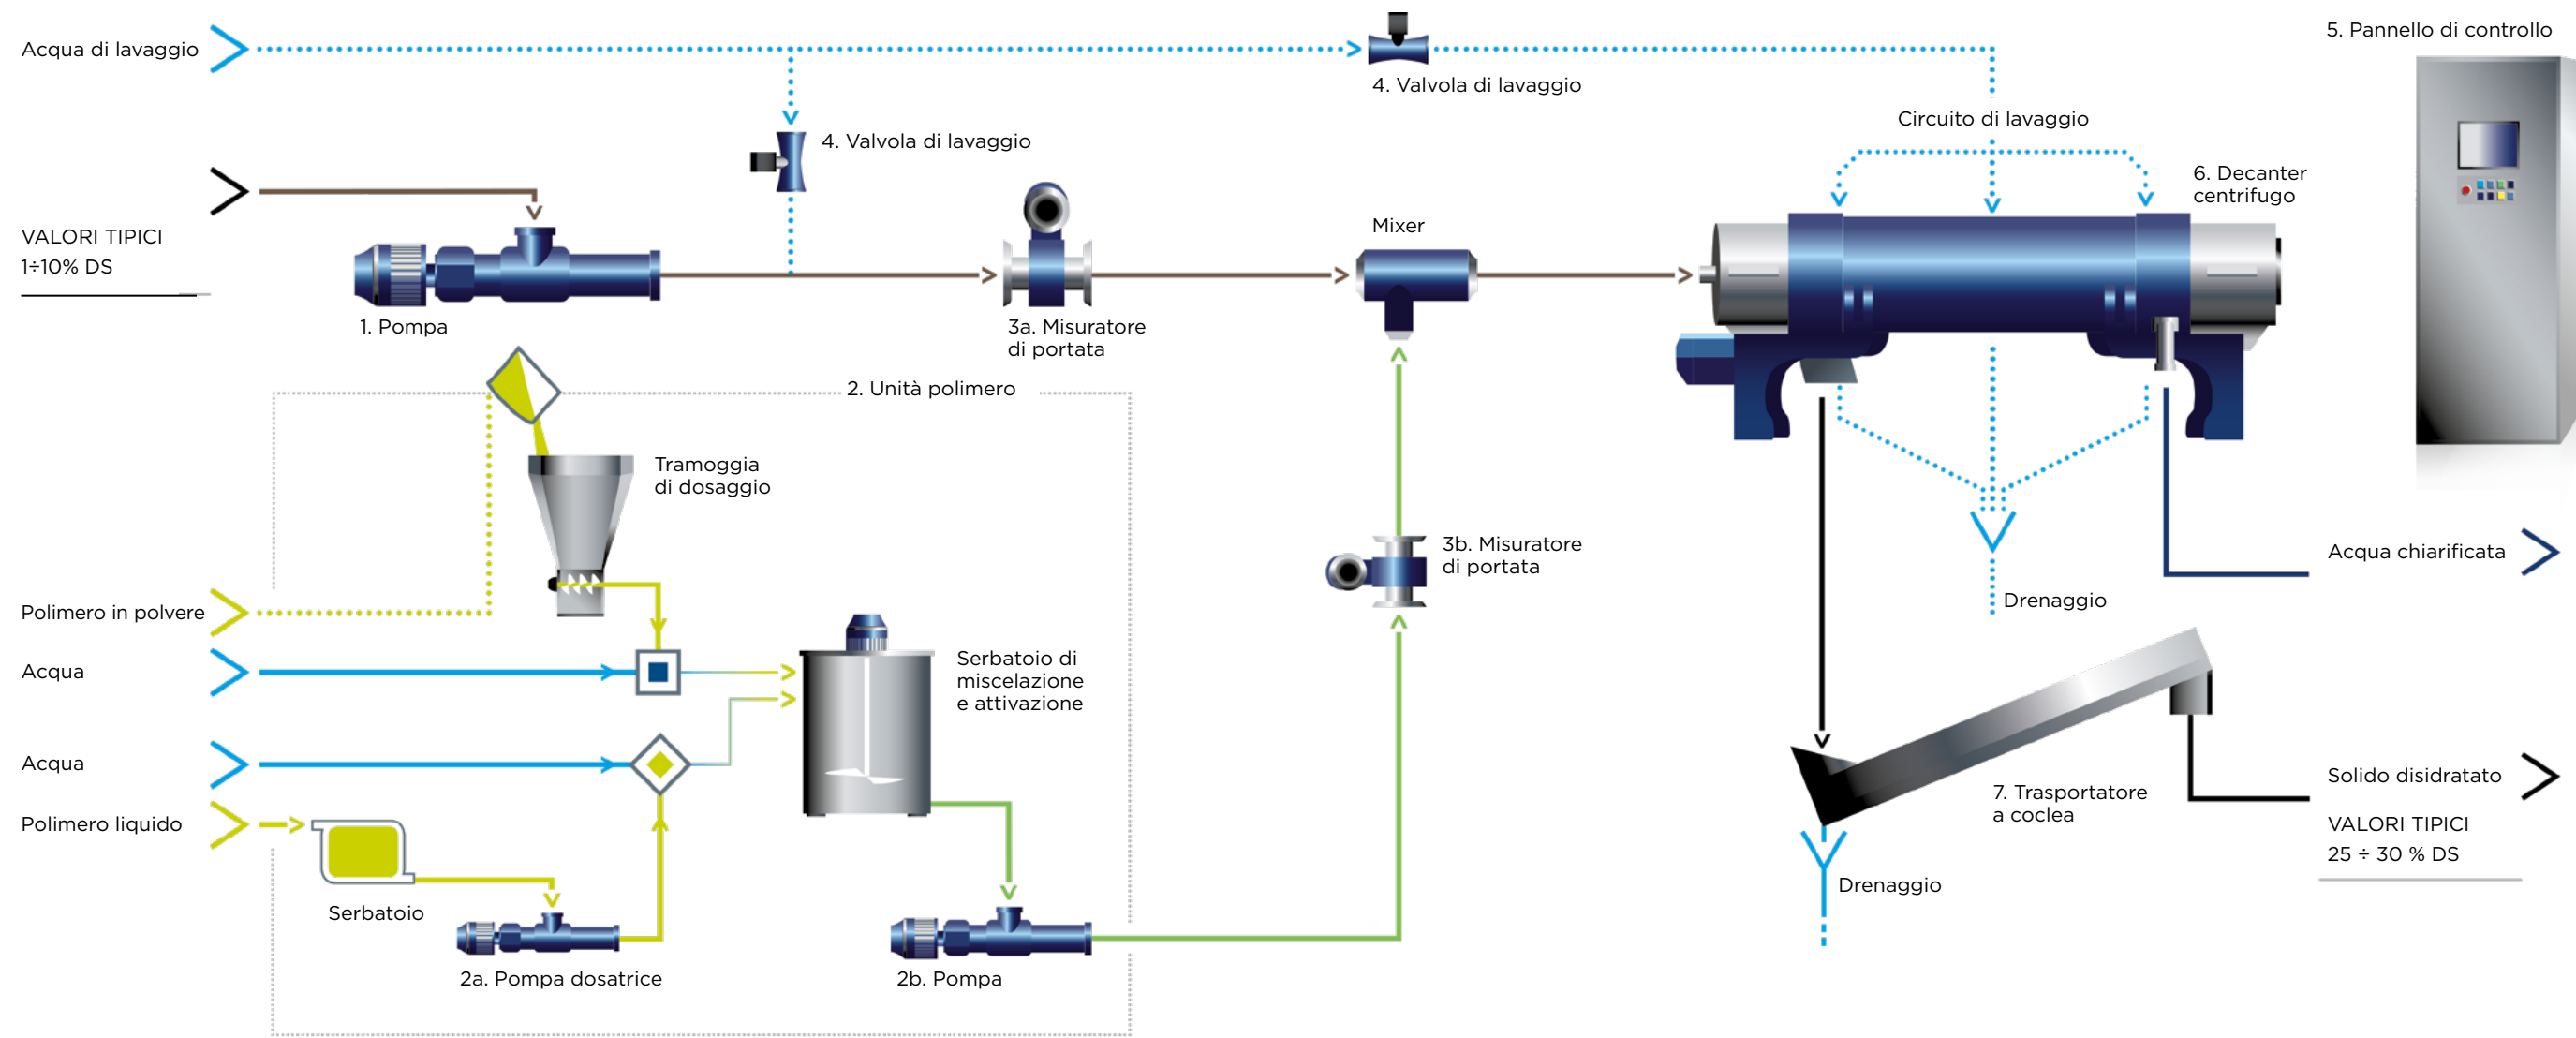 Acqua di lavaggio
4. Valvola di lavaggio
5. Pannello di controllo
4. Valvola di lavaggio
Circuito di lavaggio
6. Decanter
centrifugo
VALORI TIPICI
1÷10% DS
Mixer
1. Pompa
3a. Misuratore
di portata
2. Unità polimero
Tramoggia
di dosaggio
3b. Misuratore
di portata
Acqua chiarificata
Polimero in polvere
Drenaggio
Acqua
Serbatoio di
miscelazione
e attivazione
Acqua
Solido disidratato
7. Trasportatore
a coclea
Polimero liquido
VALORI TIPICI
25 ÷ 30 % DS
Drenaggio
Serbatoio
2a. Pompa dosatrice
2b. Pompa